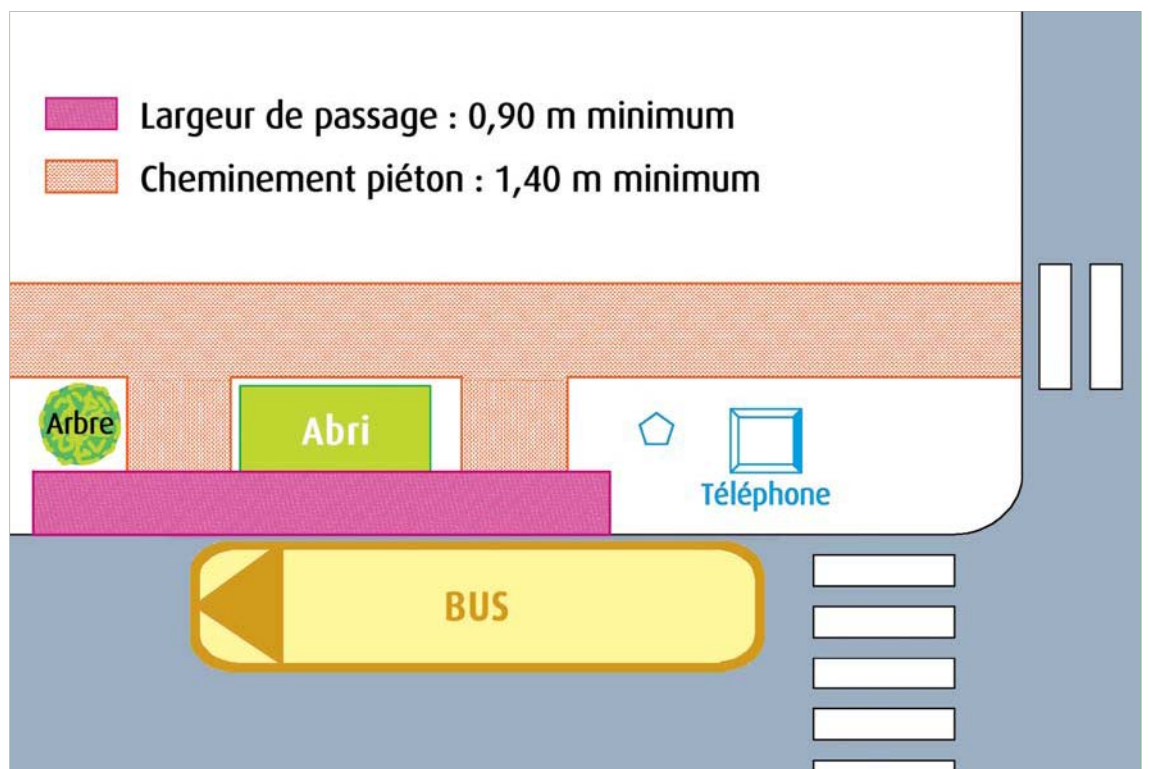 Largeur de passage : 0,90 m minimum
Cheminement piéton : 1,40 m minimum
Arbre
Abri
Téléphone
BUS